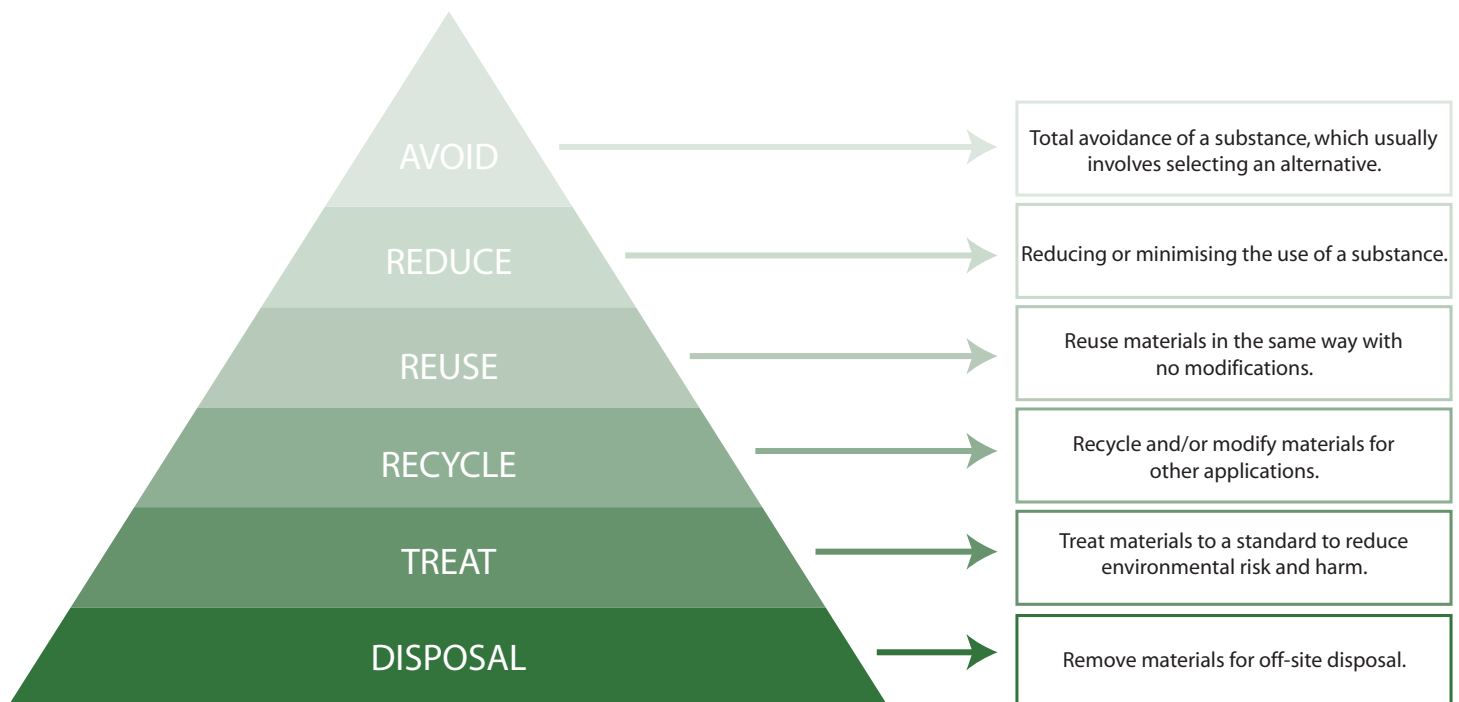 AVOID
Total avoidance of a substance, which usually
involves selecting an alternative.
REDUCE
Reducing or minimising the use of a substance.
REUSE
Reuse materials in the same way with
no modifications.
RECYCLE
Recycle and/or modify materials for
other applications.
TREAT
Treat materials to a standard to reduce
environmental risk and harm.
DISPOSAL
Remove materials for off-site disposal.